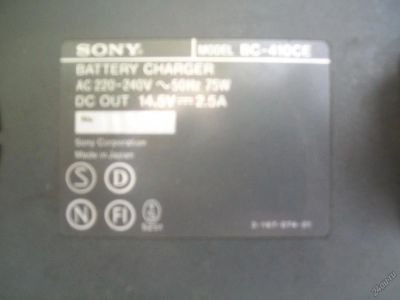 SONY MODEL BC-410CE
BATTERY CHARGER
AC 220-240V ~ 50Hz 75W
DC OUT 14.5V 2.5A
No.
Sony Corporation
Made in Japan
S D
N FI